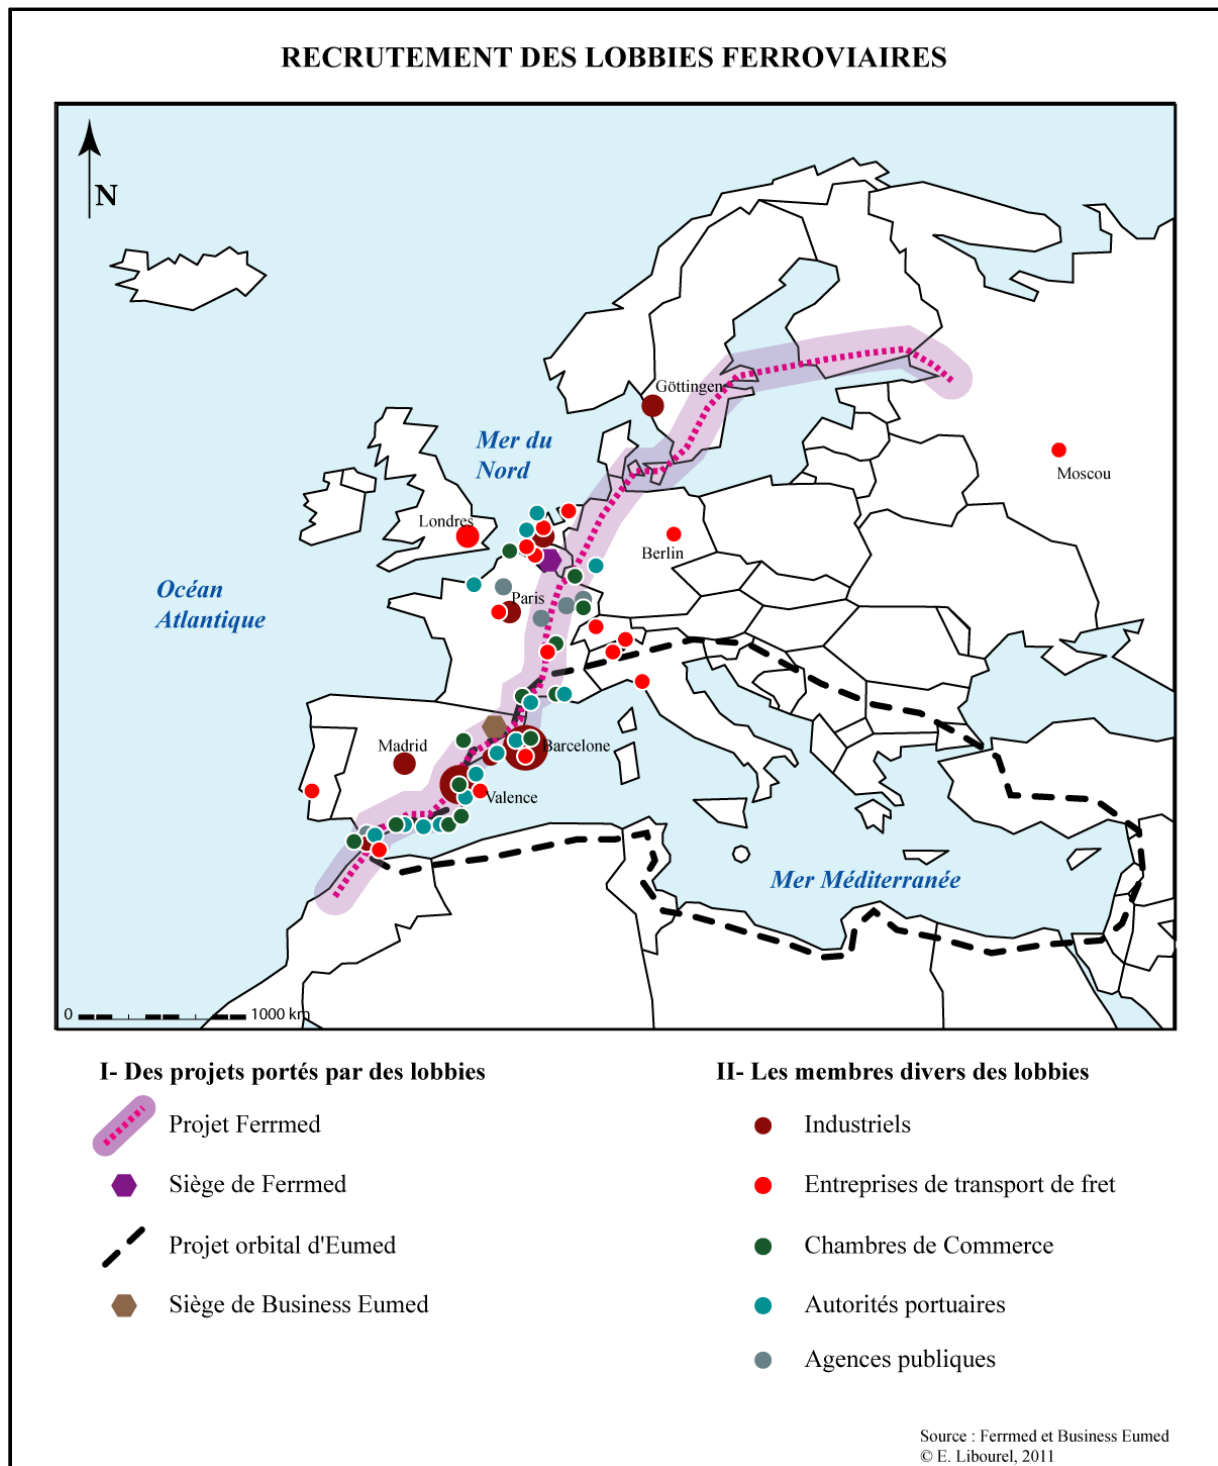 RECRUTEMENT DES LOBBIES FERROVIAIRES
N
Göttingen
Mer du
Nord
Moscou
Londres
Berlin
Océan
Atlantique
Paris
Madrid
Barcelone
Valence
Mer Méditerranée
0
1000 km
I- Des projets portés par des lobbies
Projet Ferrmed
Siège de Ferrmed
Projet orbital d'Eumed
Siège de Business Eumed
II- Les membres divers des lobbies
Industriels
Entreprises de transport de fret
Chambres de Commerce
Autorités portuaires
Agences publiques
Source : Ferrmed et Business Eumed
© E. Libourel, 2011